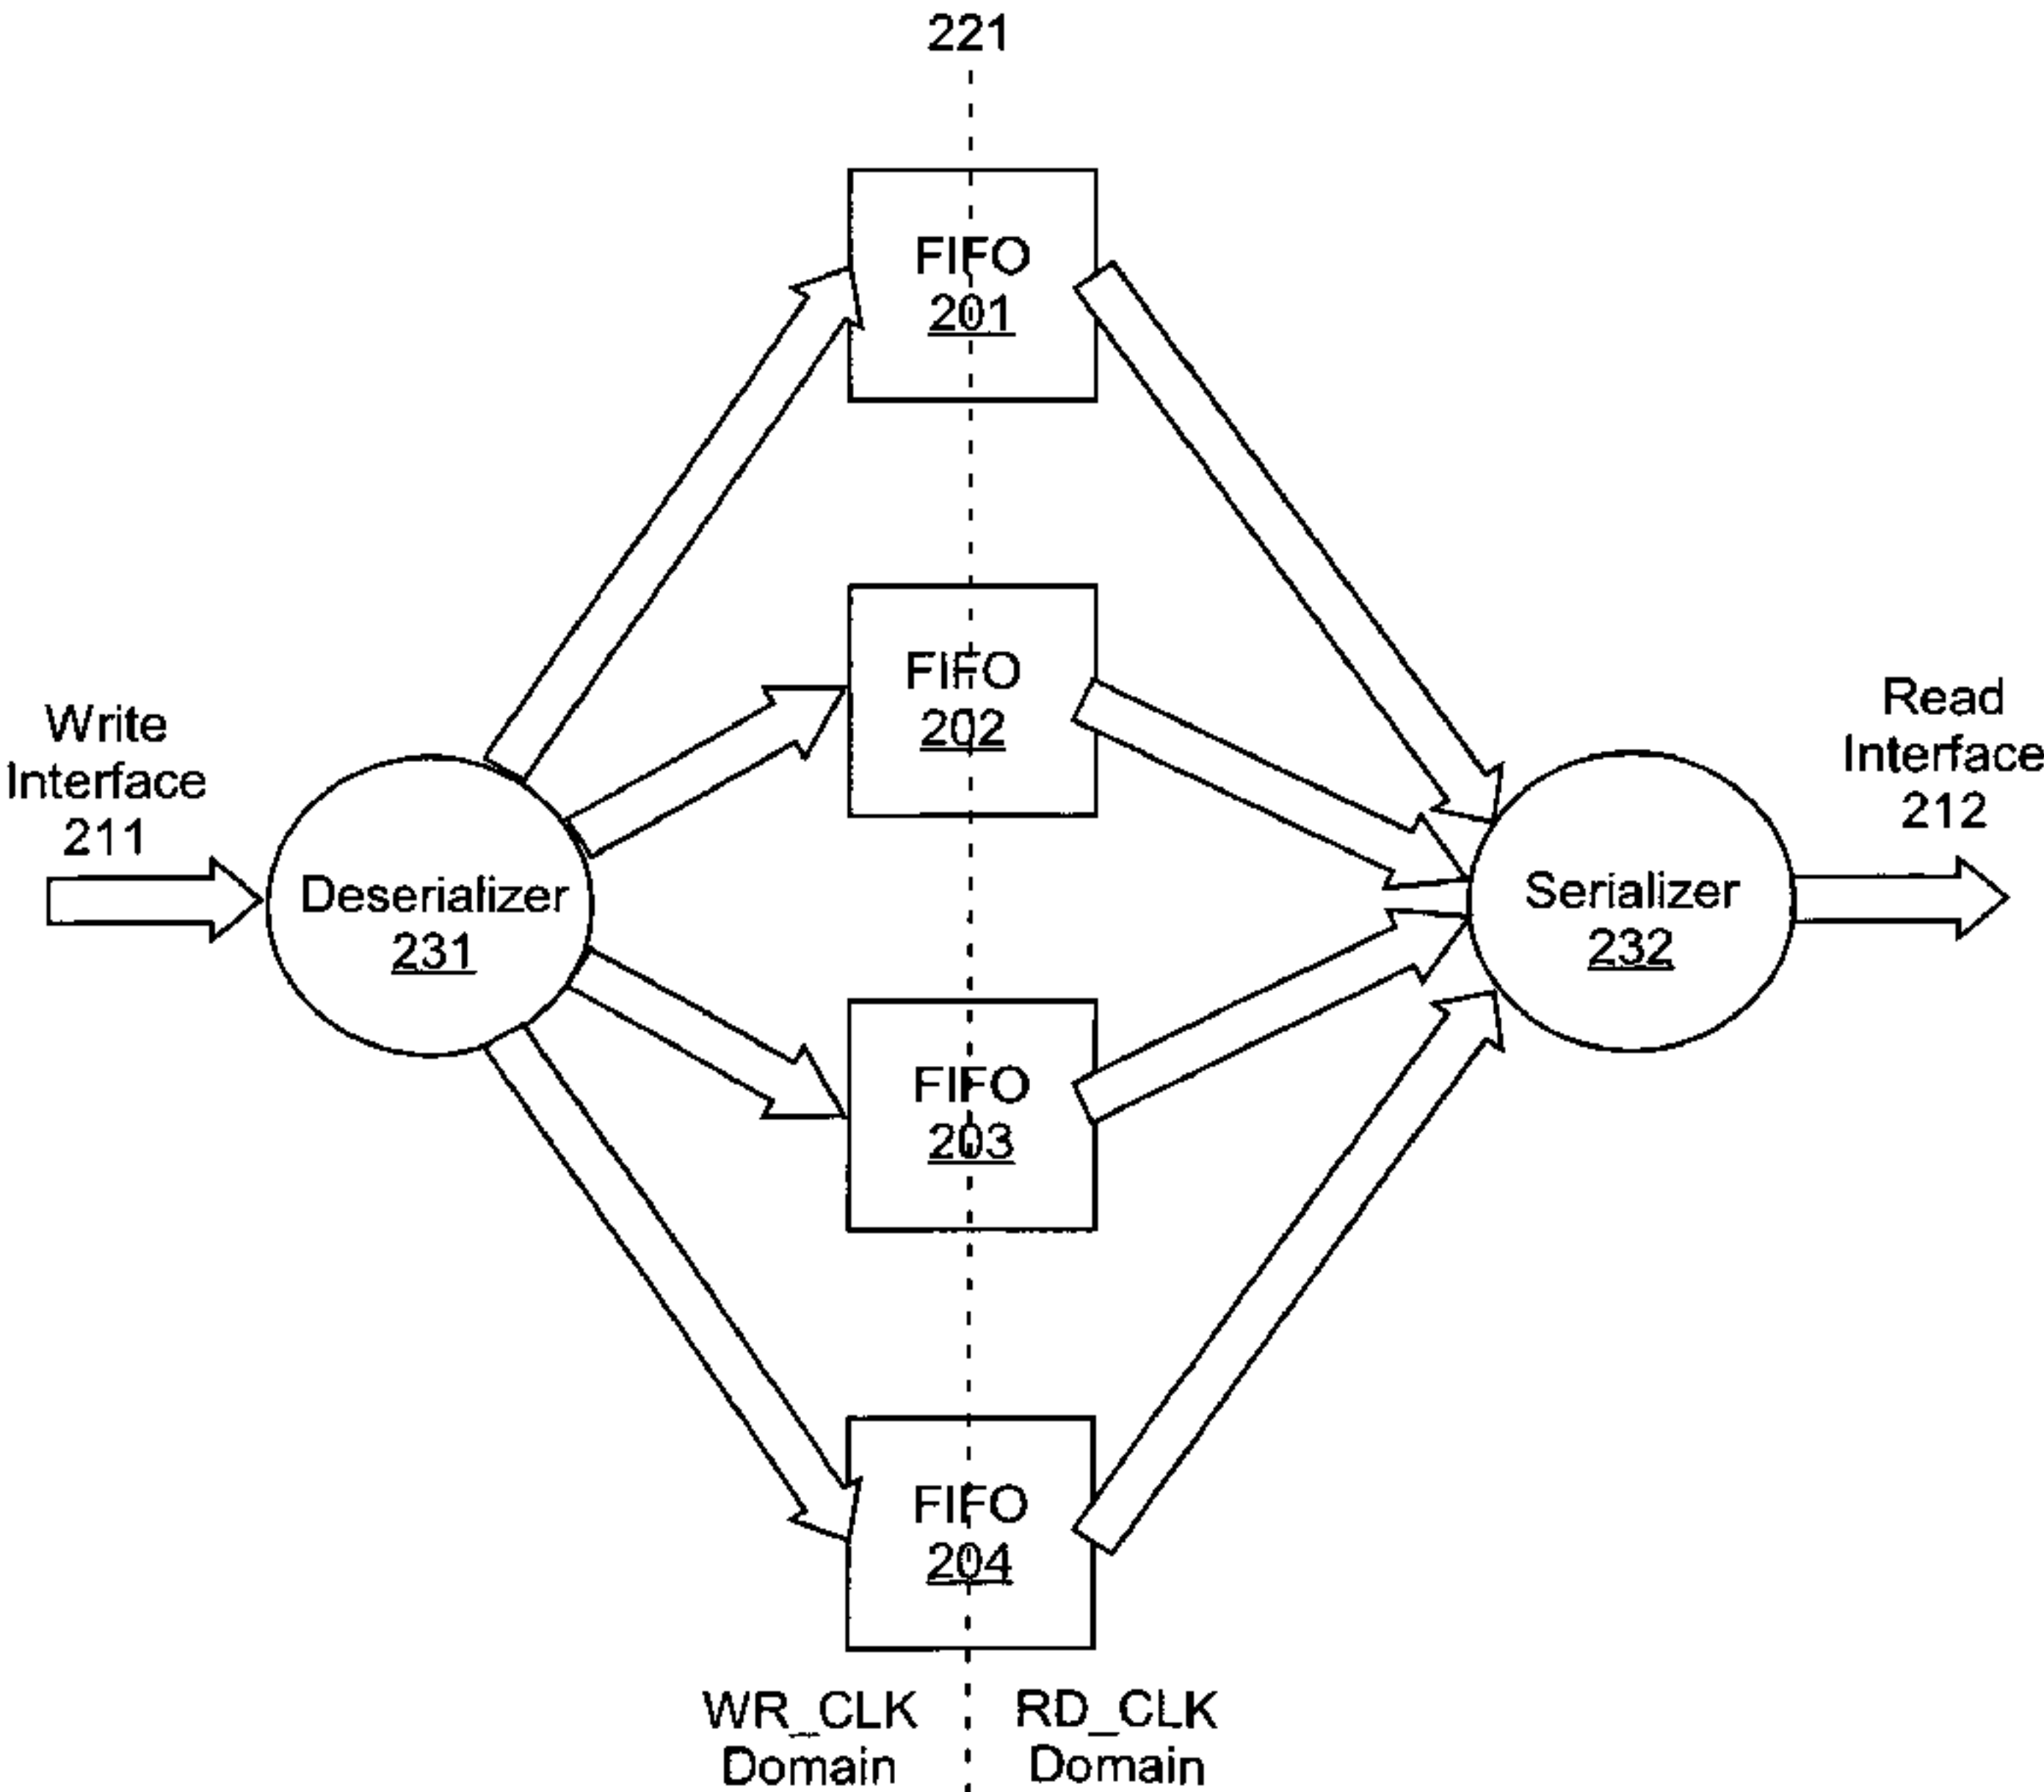 221
FIFO
201
FIFO
202
Write
Interface
211
Read
Interface
212
Deserializer
231
Serializer
232
FIFO
203
FIFO
204
WR_CLK
Domain
RD_CLK
Domain